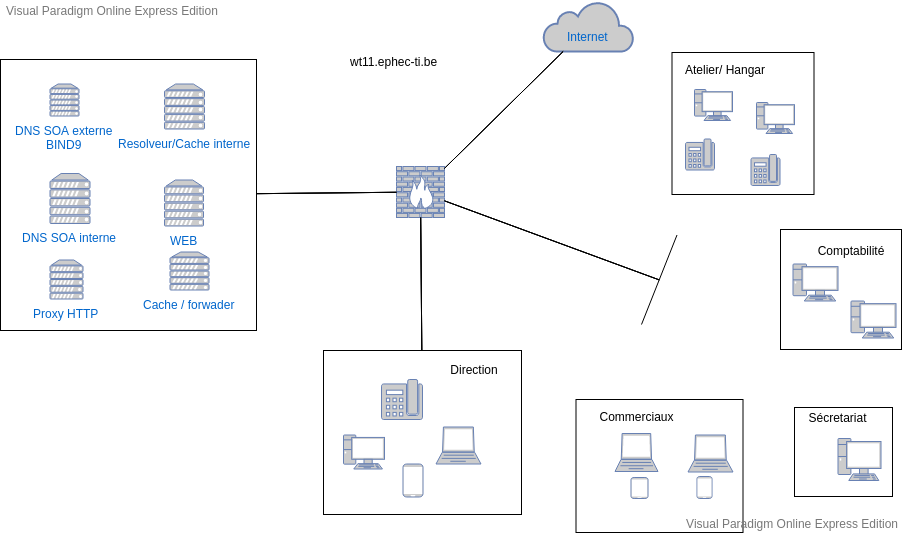 Visual Paradigm Online Express Edition
Internet
wt11.ephec-ti.be
Atelier/ Hangar
DNS SOA externe
BIND9
Resolveur/Cache interne
DNS SOA interne
WEB
Proxy HTTP
Cache / forwader
Comptabilité
Direction
Commerciaux
Sécretariat
Visual Paradigm Online Express Edition